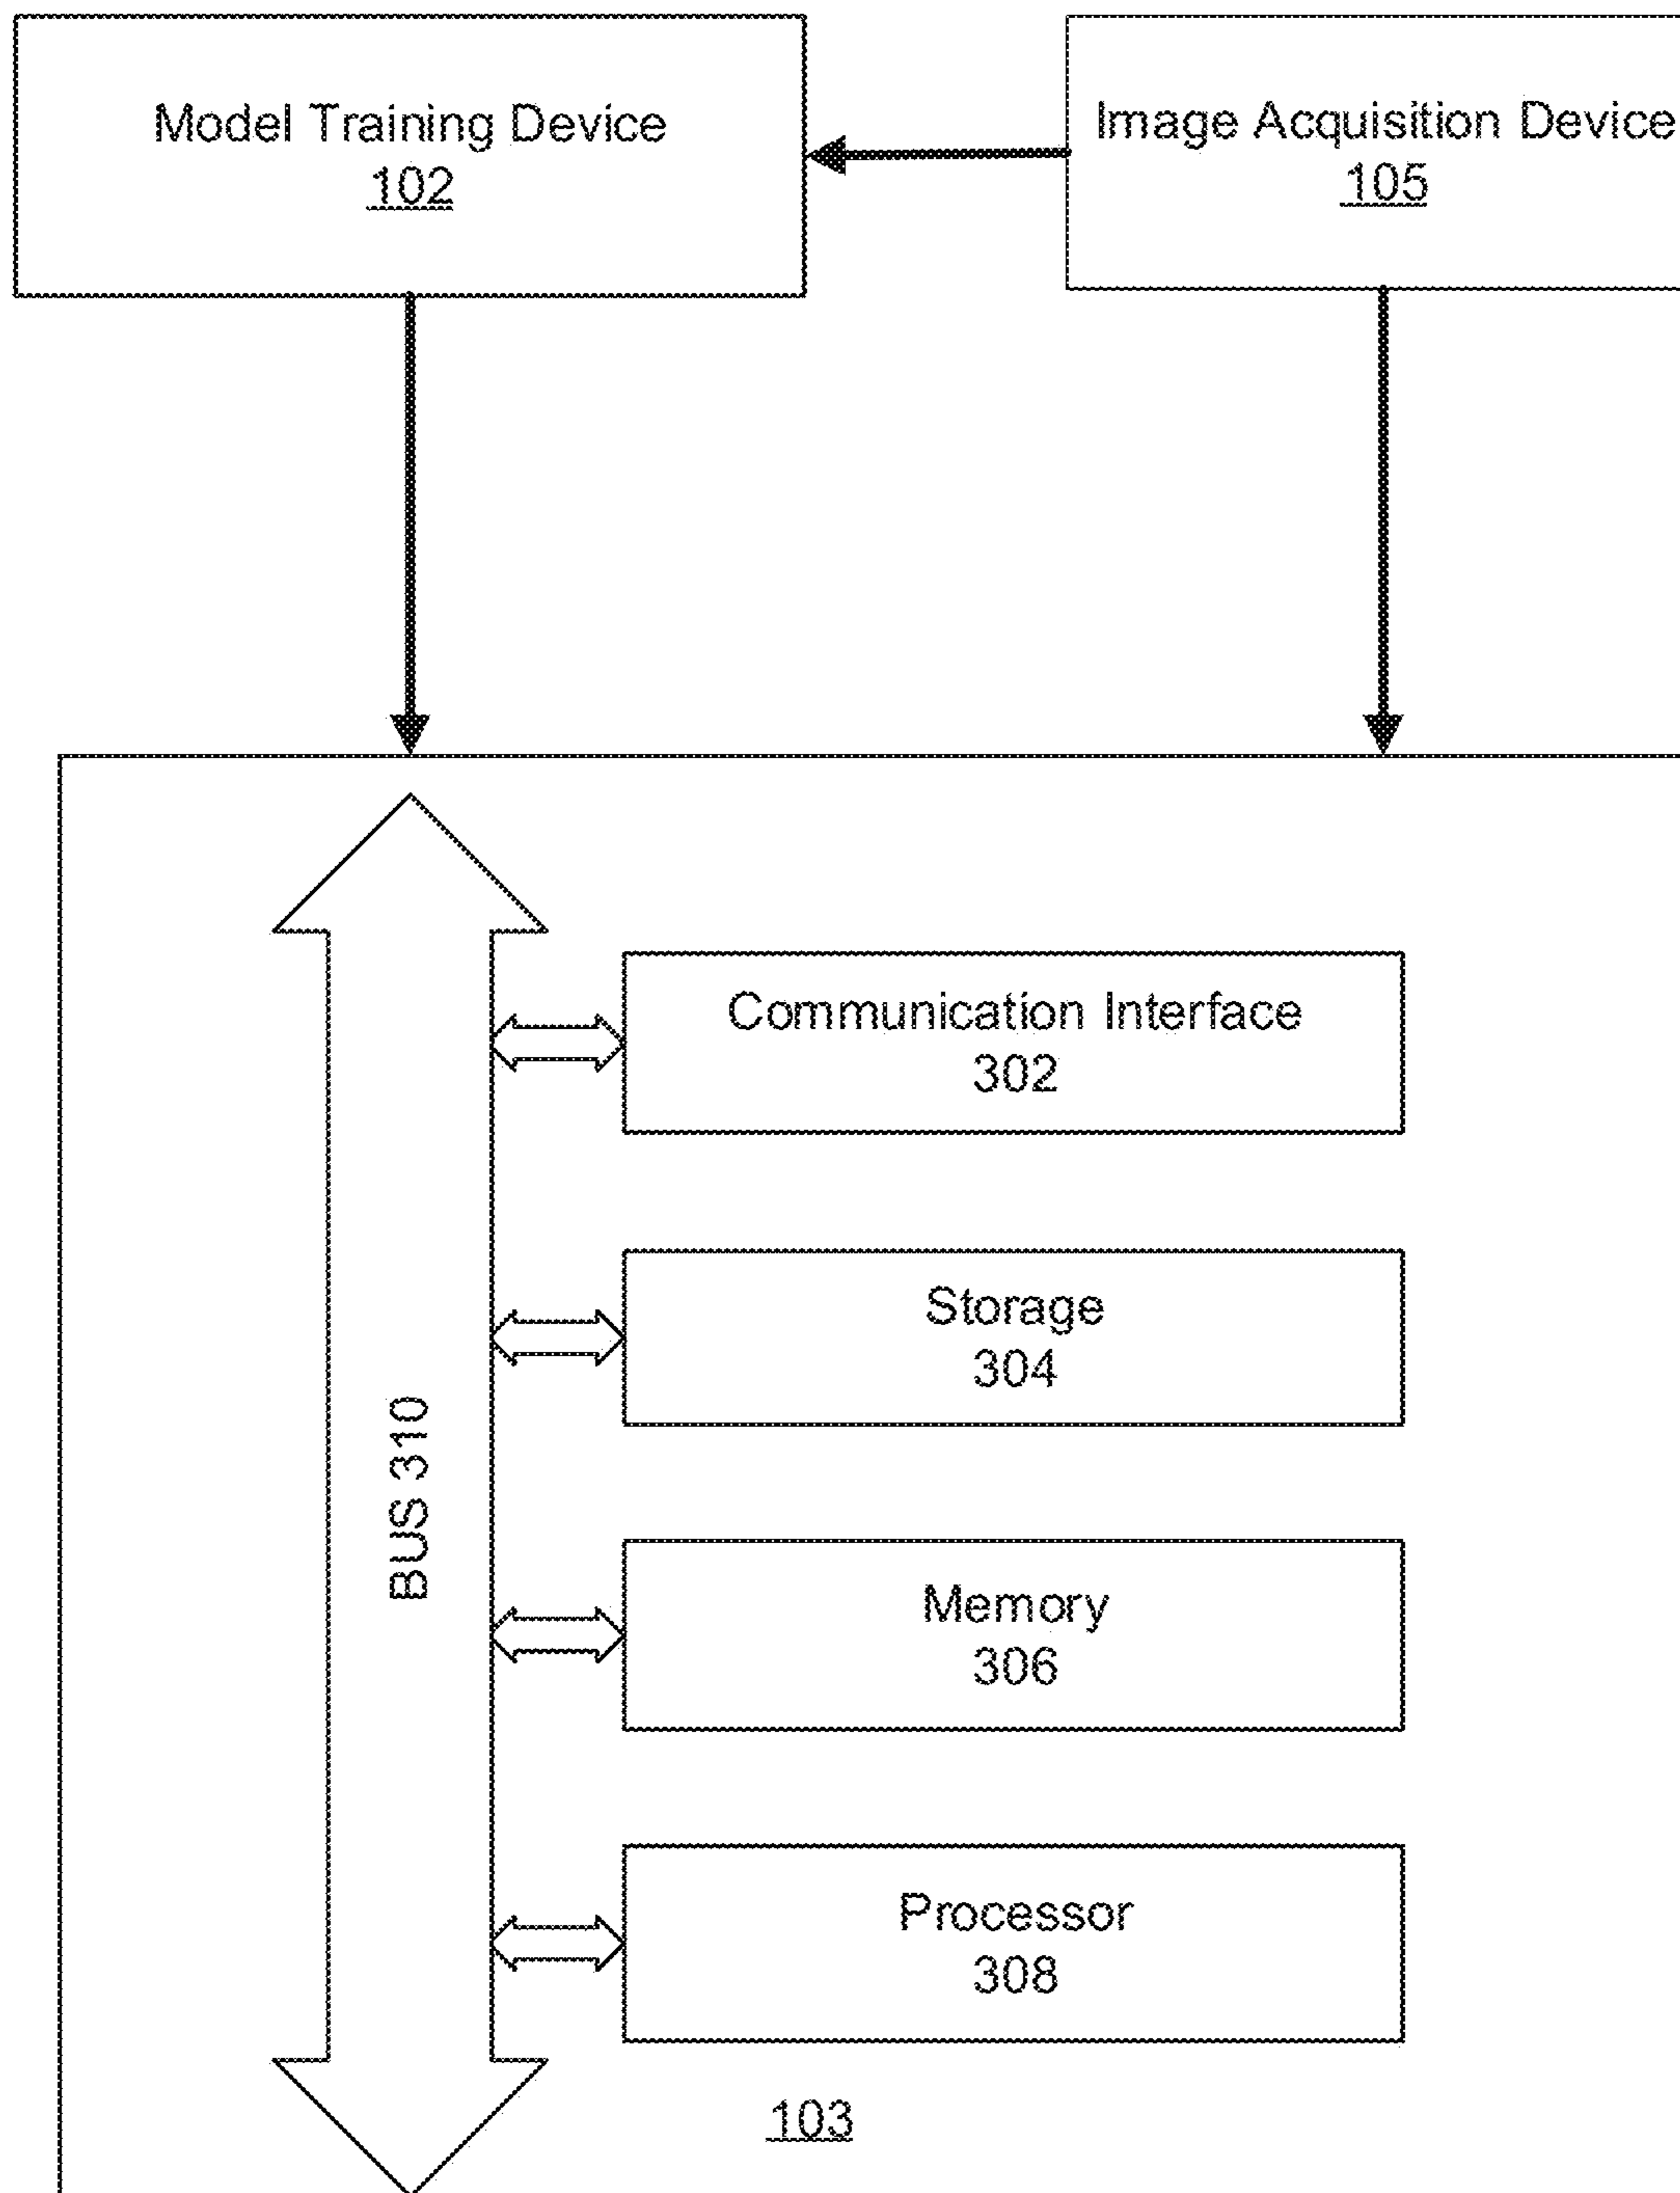 Model Training Device
102
Image Acquisition Device
105
Communication Interface
302
Storage
304
BUS 310
Memory
306
Processor
308
103